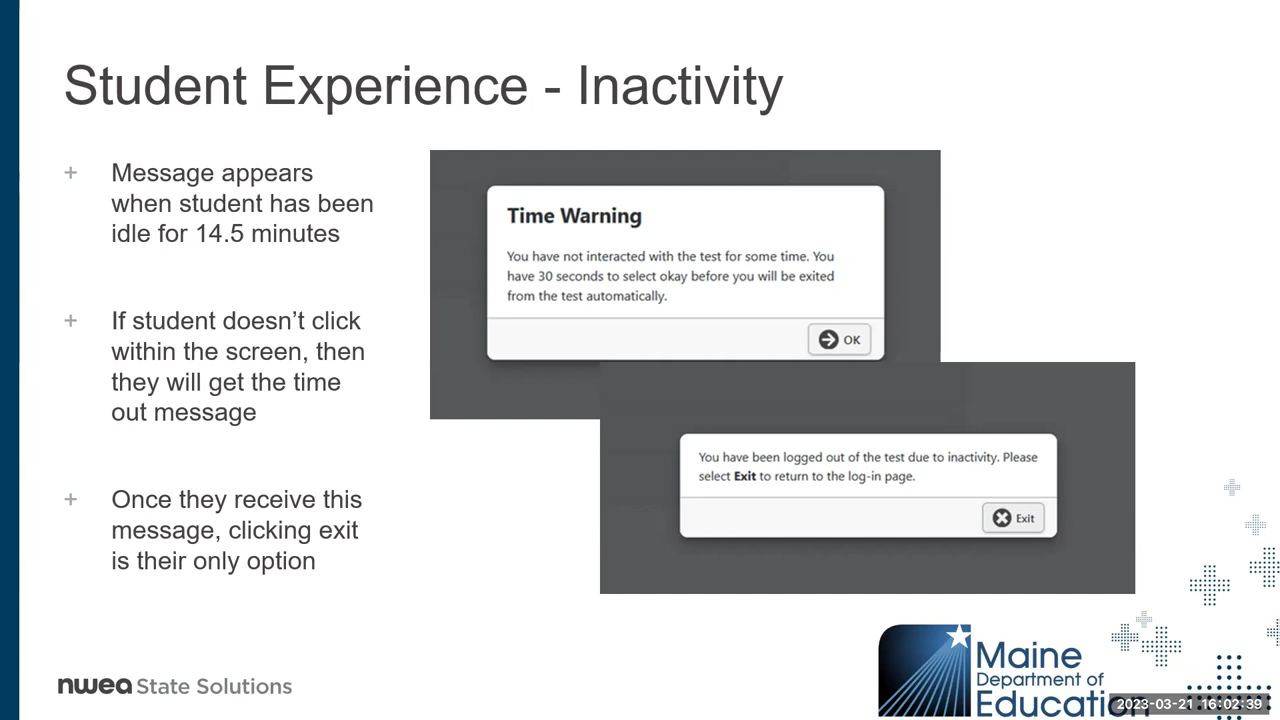 Student Experience - Inactivity
+ Message appears
when student has been
idle for 14.5 minutes
+ If student doesn’t click
within the screen, then
they will get the time
out message
+ Once they receive this
message, clicking exit
is their only option
Time Warning
You have not interacted with the test for some time. You
have 30 seconds to select okay before you will be exited
from the test automatically.
OK
You have been logged out of the test due to inactivity. Please
select Exit to return to the log-in page.
Exit
nwea State Solutions
Maine
Department of
Education
2023-03-21 16:02:39